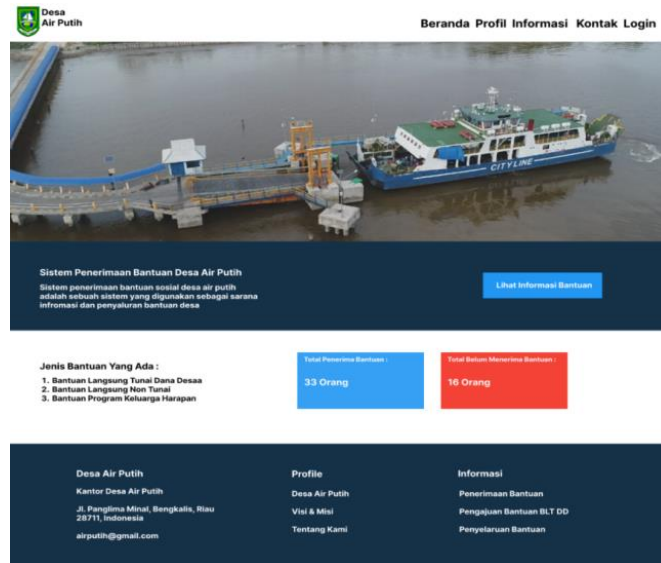 Desa
Air Putih
Beranda Profil Informasi Kontak Login
CITYLINE
Sistem Penerimaan Bantuan Desa Air Putih
Sistem penerimaan bantuan sosial desa air putih
adalah sebuah sistem yang digunakan sebagai sarana
infromasi dan penyaluran bantuan desa
Lihat Informasi Bantuan
Jenis Bantuan Yang Ada :
1. Bantuan Langsung Tunai Dana Desaa
2. Bantuan Langsung Non Tunai
3. Bantuan Program Keluarga Harapan
Total Penerima Bantuan :
33 Orang
Total Belum Menerima Bantuan :
16 Orang
Desa Air Putih
Kantor Desa Air Putih
Jl. Panglima Minal, Bengkalis, Riau
28711, Indonesia
airputih@gmail.com
Profile
Desa Air Putih
Visi & Misi
Tentang Kami
Informasi
Penerimaan Bantuan
Pengajuan Bantuan BLT DD
Penyelaruan Bantuan